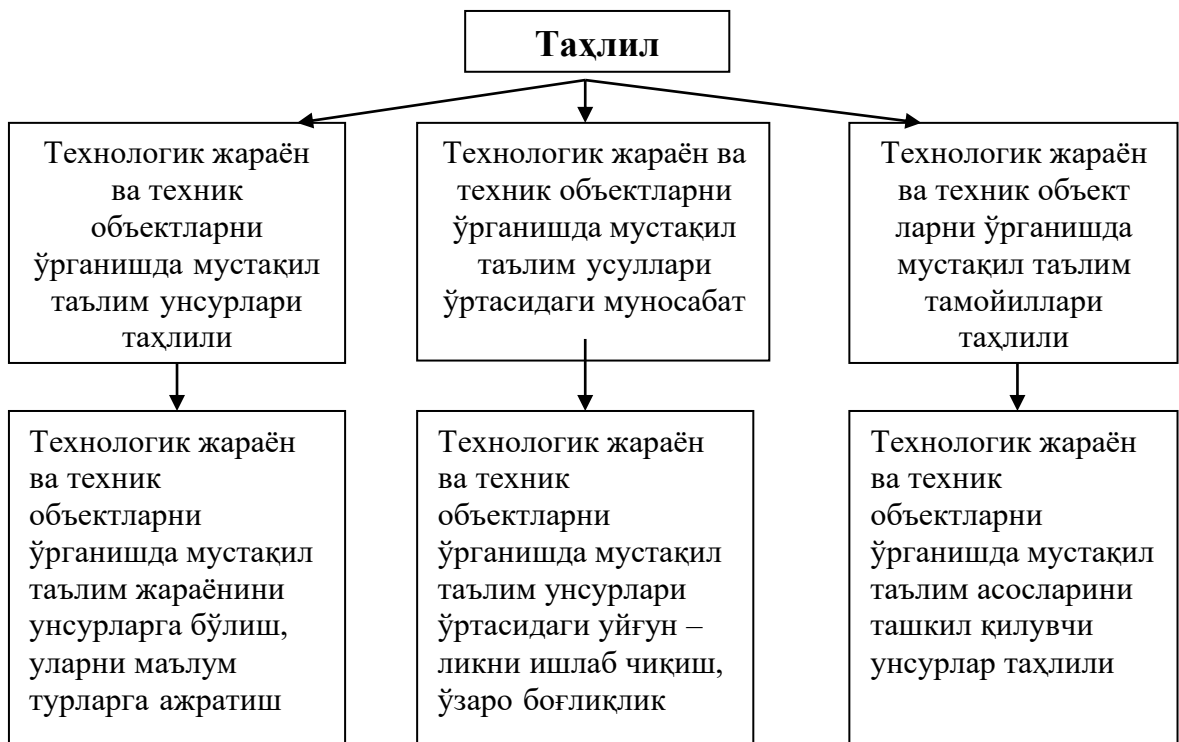 Таҳлил
Технологик жараён
ва техник
объектларни
ўрганишда мустақил
таълим унсурлари
таҳлили
Технологик жараён ва
техник объектларни
ўрганишда мустақил
таълим усуллари
ўртасидаги муносабат
Технологик жараён
ва техник объект
ларни ўрганишда
мустақил таълим
тамойиллари
таҳлили
Технологик жараён
ва техник
объектларни
ўрганишда мустақил
таълим жараёнини
унсурларга бўлиш,
уларни маълум
турларга ажратиш
Технологик жараён
ва техник
объектларни
ўрганишда мустақил
таълим унсурлари
ўртасидаги уйғун –
ликни ишлаб чиқиш,
ўзаро боғлиқлик
Технологик жараён
ва техник
объектларни
ўрганишда мустақил
таълим асосларини
ташкил қилувчи
унсурлар таҳлили